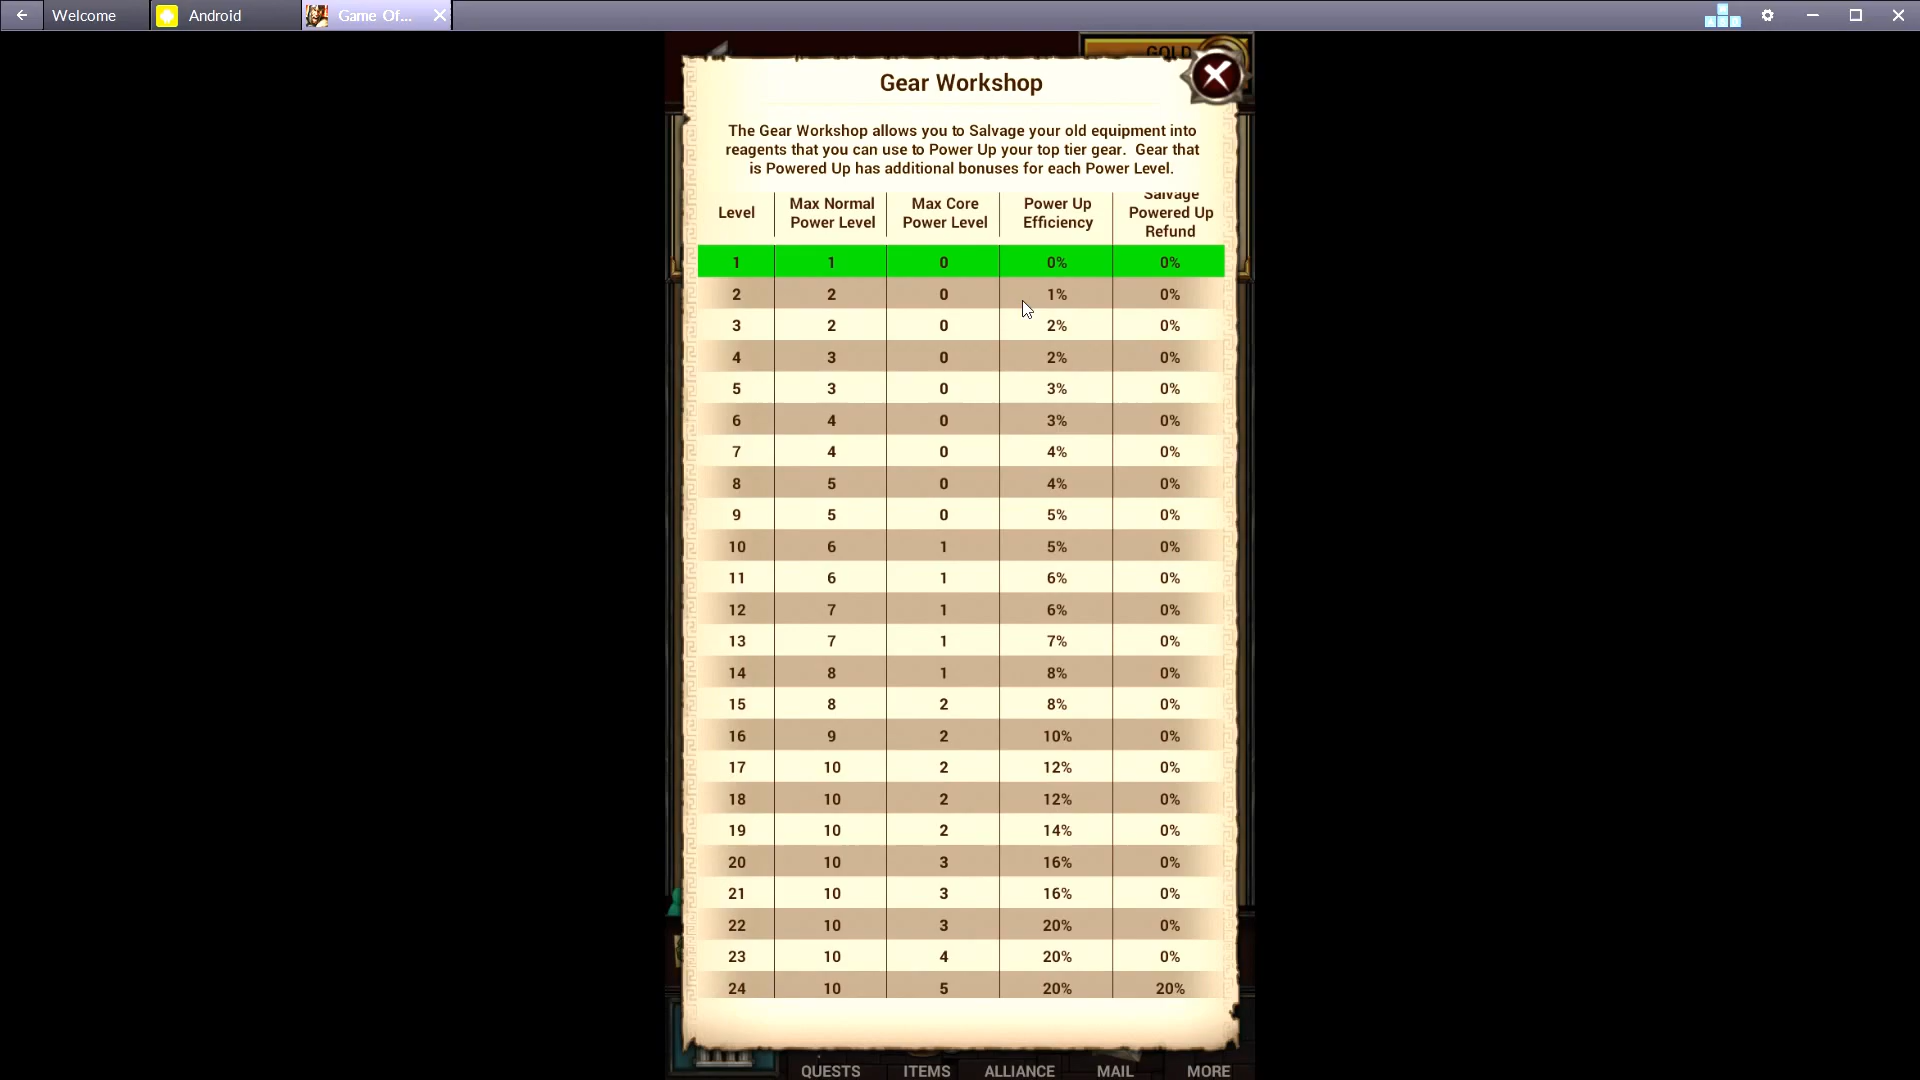 Welcome
Android
Game Of...
GOLD
Gear Workshop
The Gear Workshop allows you to Salvage your old equipment into
reagents that you can use to Power Up your top tier gear. Gear that
is Powered Up has additional bonuses for each Power Level.
Level
Max Normal
Power Level
Max Core
Power Level
Power Up
Efficiency
Salvage
Powered Up
Refund
1 1 0 0% 0%
2 2 0 1% 0%
3 2 0 2% 0%
4 3 0 2% 0%
5 3 0 3% 0%
6 4 0 3% 0%
7 4 0 4% 0%
8 5 0 4% 0%
9 5 0 5% 0%
10 6 1 5% 0%
11 6 1 6% 0%
12 7 1 6% 0%
13 7 1 7% 0%
14 8 1 8% 0%
15 8 2 8% 0%
16 9 2 10% 0%
17 10 2 12% 0%
18 10 2 12% 0%
19 10 2 14% 0%
20 10 3 16% 0%
21 10 3 16% 0%
22 10 3 20% 0%
23 10 4 20% 0%
24 10 5 20% 20%
QUESTS ITEMS ALLIANCE MAIL MORE